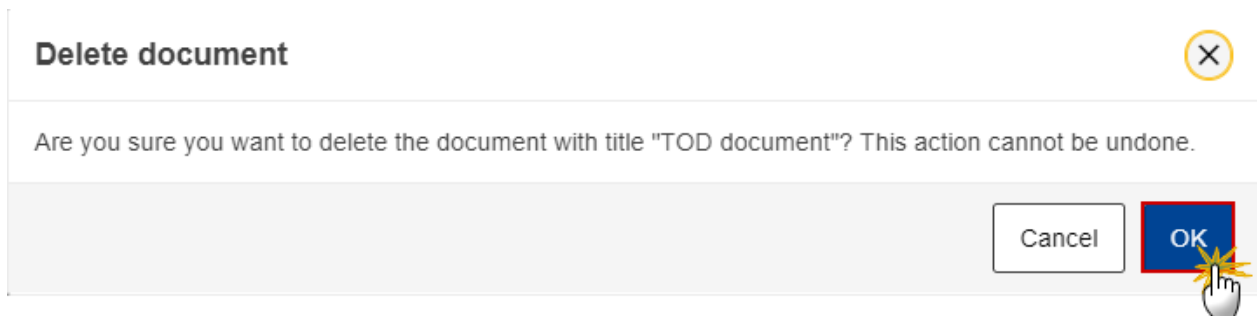 Delete document
Are you sure you want to delete the document with title "TOD document"? This action cannot be undone.
Cancel
OK